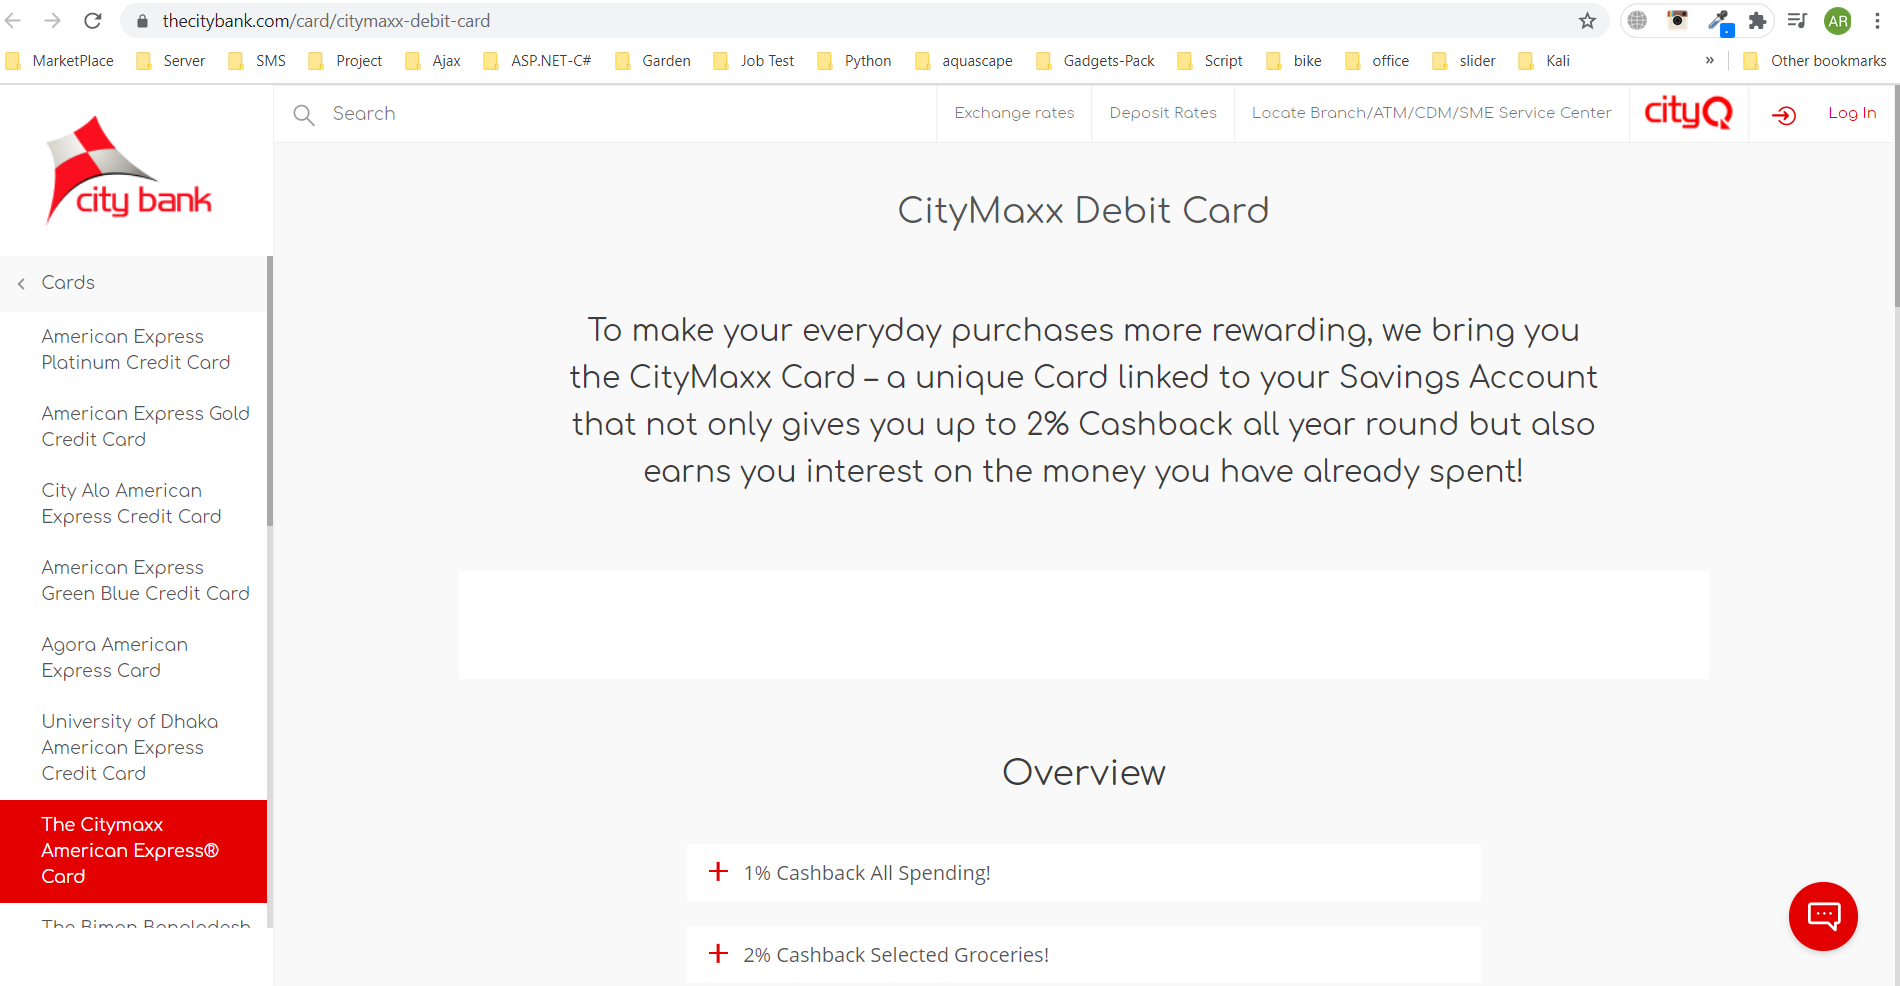 thecitybank.com/card/citymaxx-debit-card
AR
MarketPlace Server SMS Project Ajax ASP.NET-C# Garden Job Test Python aquascape Gadgets-Pack Script bike office slider Kali » Other bookmarks
city bank
Search
Exchange rates Deposit Rates Locate Branch/ATM/CDM/SME Service Center cityQ Log In
Cards
American Express
Platinum Credit Card
American Express Gold
Credit Card
City Alo American
Express Credit Card
American Express
Green Blue Credit Card
Agora American
Express Card
University of Dhaka
American Express
Credit Card
The Citymaxx
American Express®
Card
The Biman Bangladesh
CityMaxx Debit Card
To make your everyday purchases more rewarding, we bring you
the CityMaxx Card – a unique Card linked to your Savings Account
that not only gives you up to 2% Cashback all year round but also
earns you interest on the money you have already spent!
Overview
1% Cashback All Spending!
2% Cashback Selected Groceries!